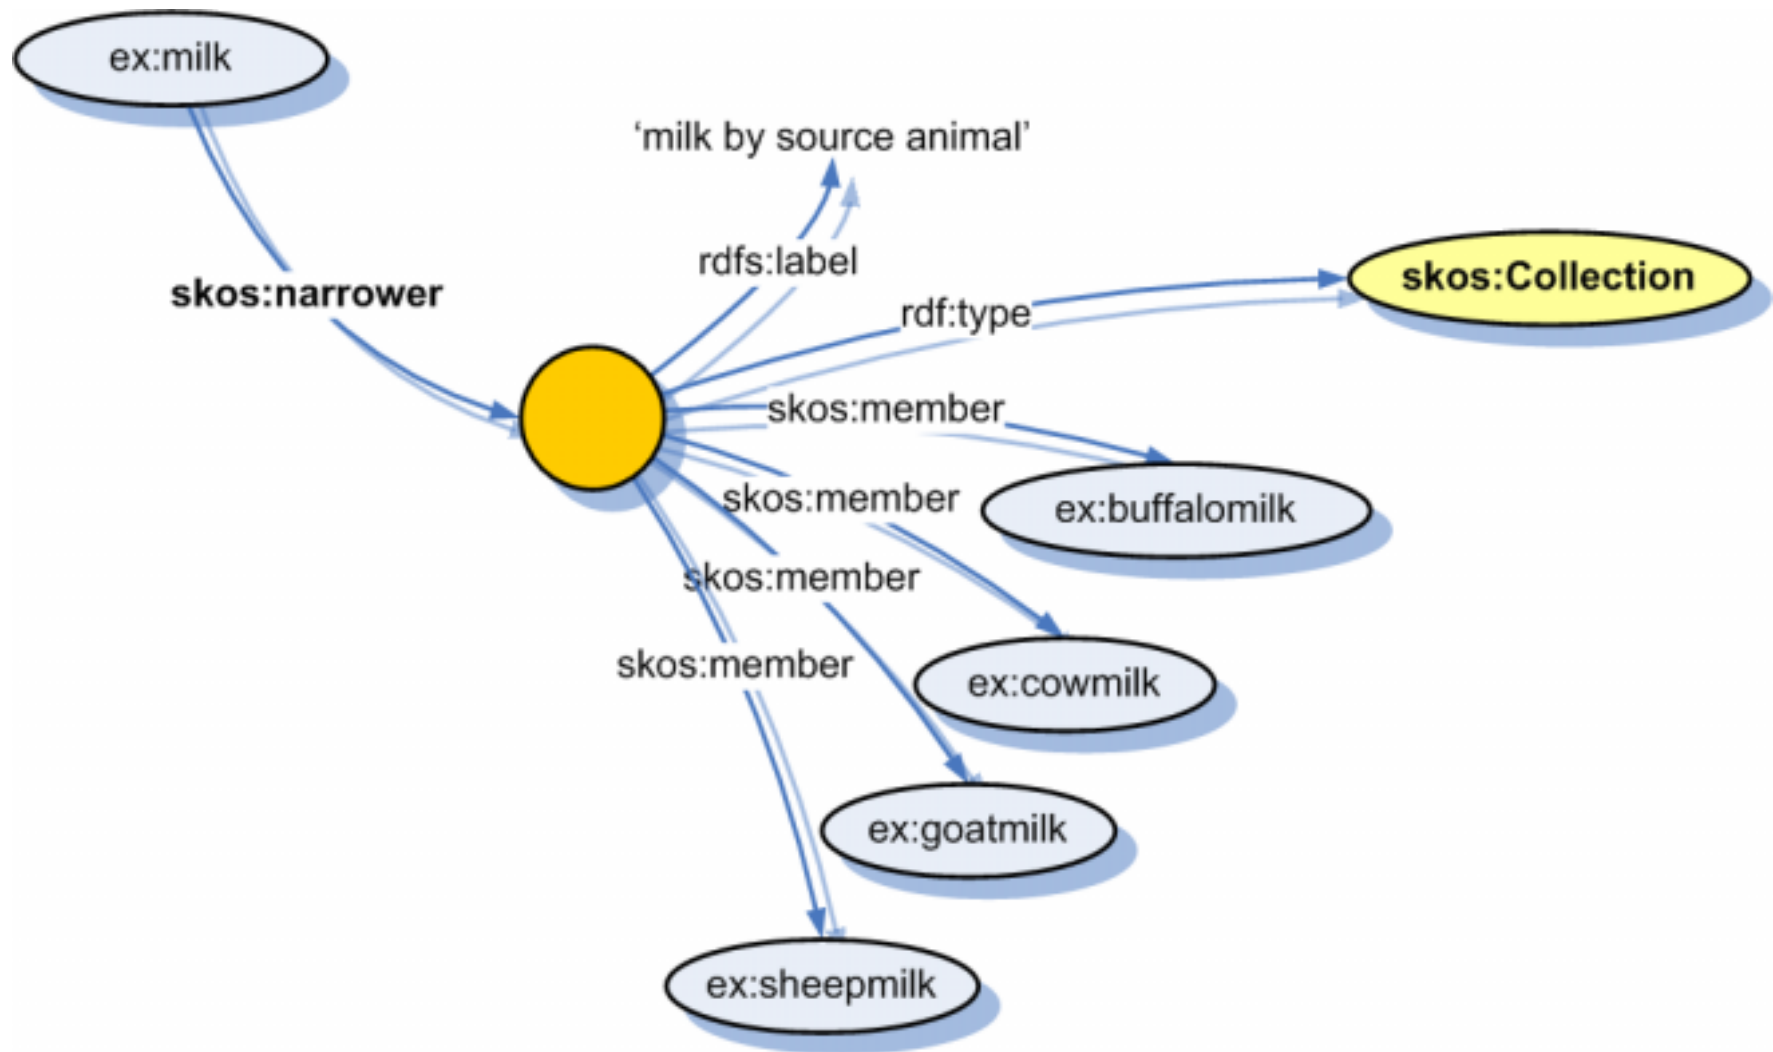 ex:milk
‘milk by source animal’
rdfs:label
skos:Collection
skos:narrower
rdf:type
skos:member
skos:member
ex:buffalomilk
skos:member
skos:member
ex:cowmilk
ex:goatmilk
ex:sheepmilk